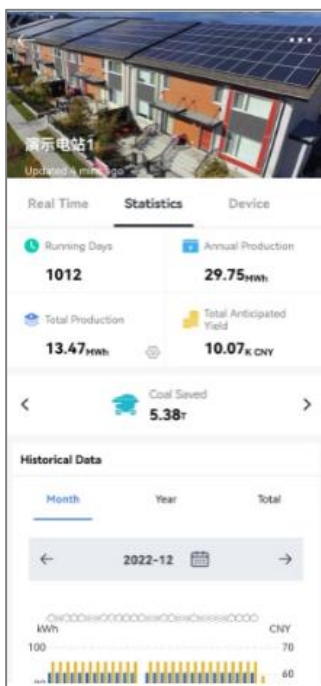 演示电站1
Updated 4 mins ago
Real Time Statistics Device
Running Days
1012
Annual Production
29.75MWh
Total Production
13.47MWh
Total Anticipated
Yield
10.07K CNY
Coal Saved
5.38T
Historical Data
Month Year Total
2022-12
kWh CNY
100 70
60